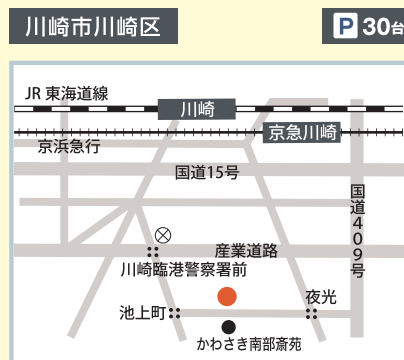 川崎市川崎区
P 30台
JR 東海道線
川崎
京急川崎
京浜急行
国道15号
国道409号
産業道路
川崎臨港警察署前
池上町
夜光
かわさき南部斎苑